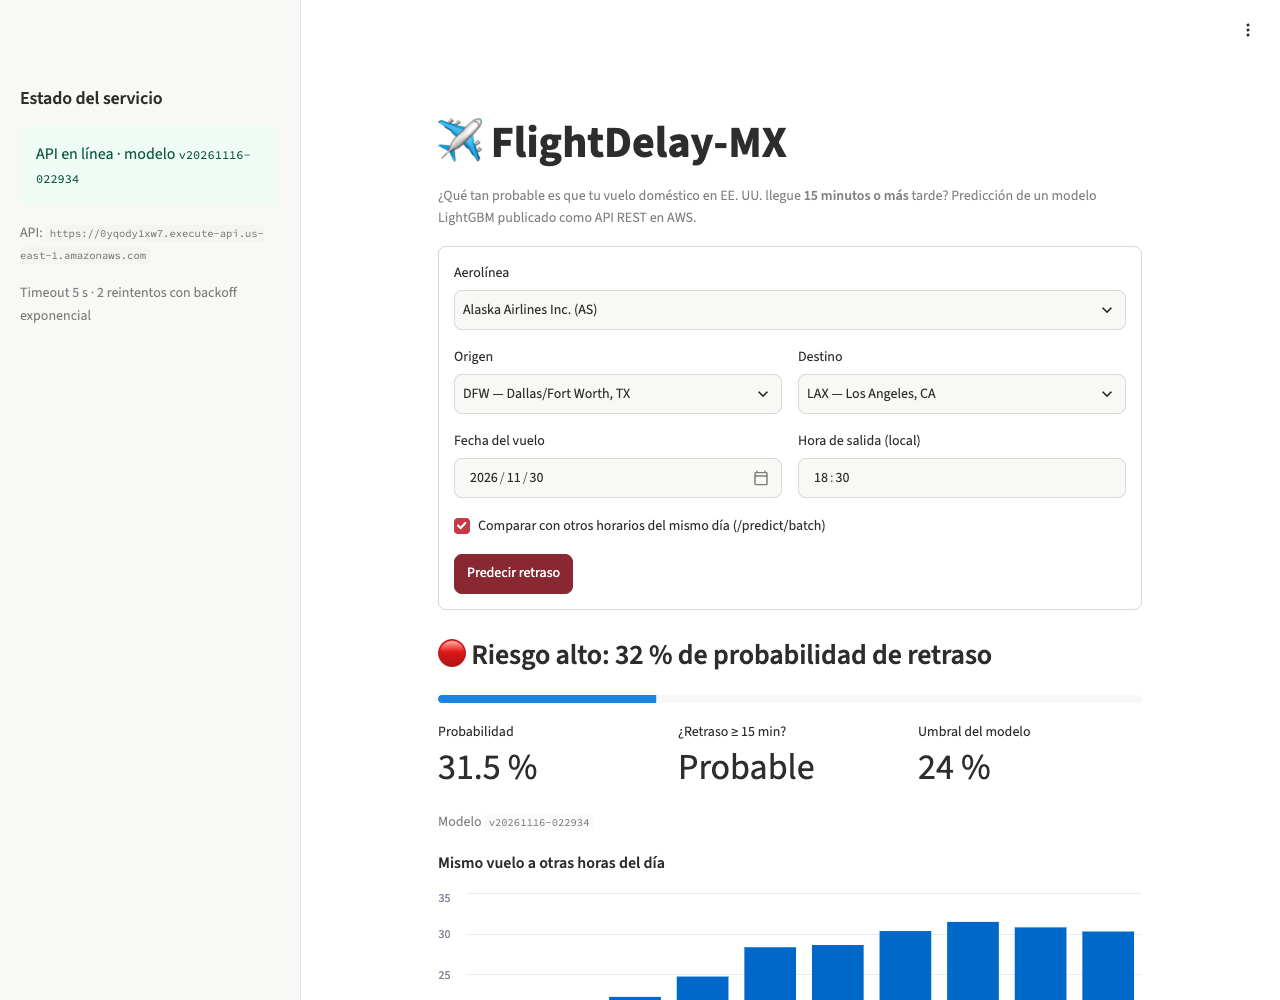 Estado del servicio
API en línea · modelo v20261116-
022934
API: https://0yqody1xw7.execute-api.us-
east-1.amazonaws.com
Timeout 5 s · 2 reintentos con backoff
exponencial
FlightDelay-MX
¿Qué tan probable es que tu vuelo doméstico en EE. UU. llegue 15 minutos o más tarde? Predicción de un modelo
LightGBM publicado como API REST en AWS.
Aerolínea
Alaska Airlines Inc. (AS)
Origen
Destino
DFW — Dallas/Fort Worth, TX
LAX — Los Angeles, CA
Fecha del vuelo
Hora de salida (local)
2026/11/30
18:30
Comparar con otros horarios del mismo día (/predict/batch)
Predecir retraso
Riesgo alto: 32 % de probabilidad de retraso
Probabilidad
¿Retraso ≥ 15 min?
Umbral del modelo
31.5 %
Probable
24 %
Modelo v20261116-022934
Mismo vuelo a otras horas del día
35
30
25